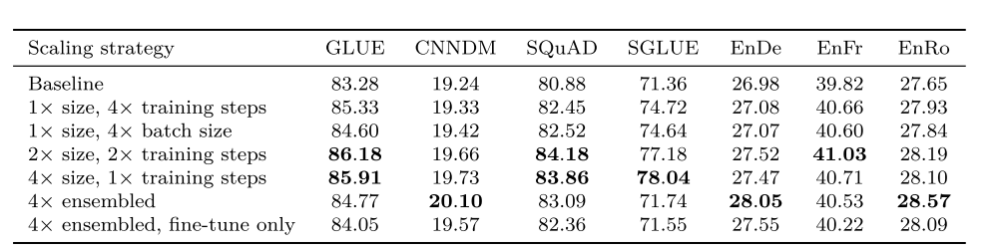 Scaling strategy GLUE CNNDM SQuAD SGLUE EnDe EnFr EnRo
Baseline 83.28 19.24 80.88 71.36 26.98 39.82 27.65
1× size, 4× training steps 85.33 19.33 82.45 74.72 27.08 40.66 27.93
1× size, 4× batch size 84.60 19.42 82.52 74.64 27.07 40.60 27.84
2× size, 2× training steps 86.18 19.66 84.18 77.18 27.52 41.03 28.19
4× size, 1× training steps 85.91 19.73 83.86 78.04 27.47 40.71 28.10
4× ensembled 84.77 20.10 83.09 71.74 28.05 40.53 28.57
4× ensembled, fine-tune only 84.05 19.57 82.36 71.55 27.55 40.22 28.09